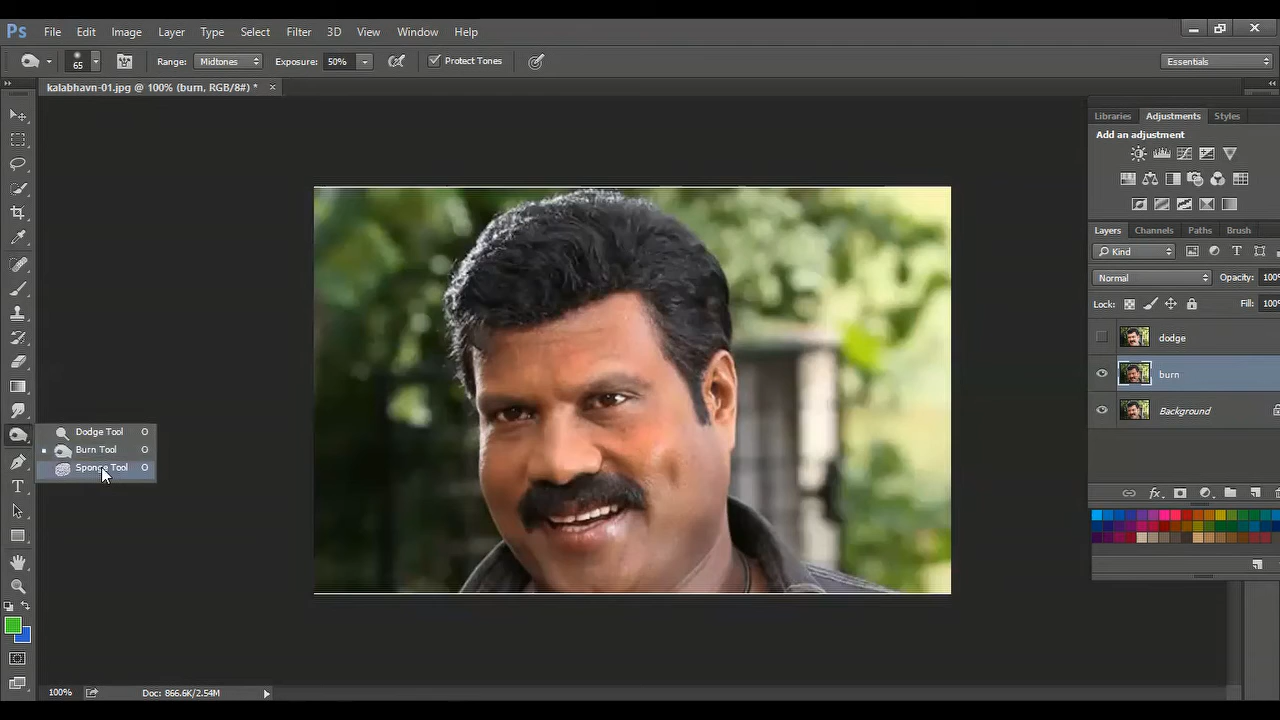 Ps File Edit Image Layer Type Select Filter 3D View Window Help
65 Range: Midtones Exposure: 50% Protect Tones Essentials
kalabhavn-01.jpg @ 100% (burn, RGB/8#) *
Libraries Adjustments Styles
Add an adjustment
Layers Channels Paths Brush
Kind
Normal Opacity: 100%
Lock: Fill: 100%
dodge
burn
Background
Dodge Tool O
Burn Tool O
Sponge Tool O
T
100% Doc: 866.6K/2.54M